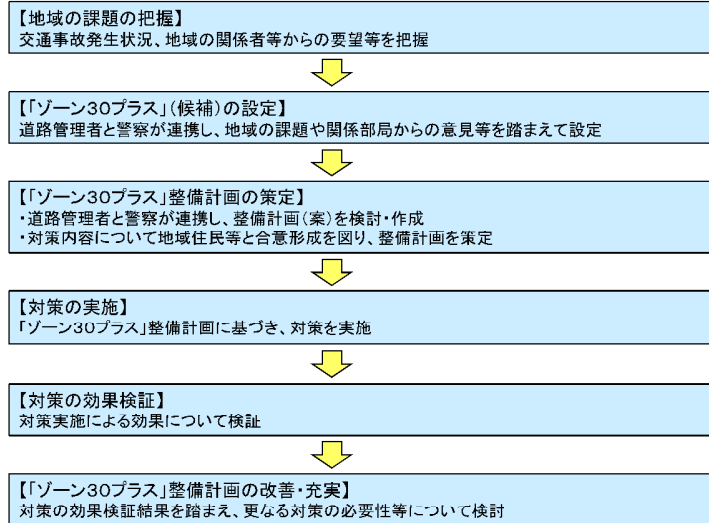 【地域の課題の把握】
交通事故発生状況、地域の関係者等からの要望等を把握
【「ゾーン３０プラス」（候補）の設定】
道路管理者と警察が連携し、地域の課題や関係部局からの意見等を踏まえて設定
【「ゾーン３０プラス」整備計画の策定】
・道路管理者と警察が連携し、整備計画（案）を検討・作成
・対策内容について地域住民等と合意形成を図り、整備計画を策定
【対策の実施】
「ゾーン３０プラス」整備計画に基づき、対策を実施
【対策の効果検証】
対策実施による効果について検証
【「ゾーン３０プラス」整備計画の改善・充実】
対策の効果検証結果を踏まえ、更なる対策の必要性等について検討